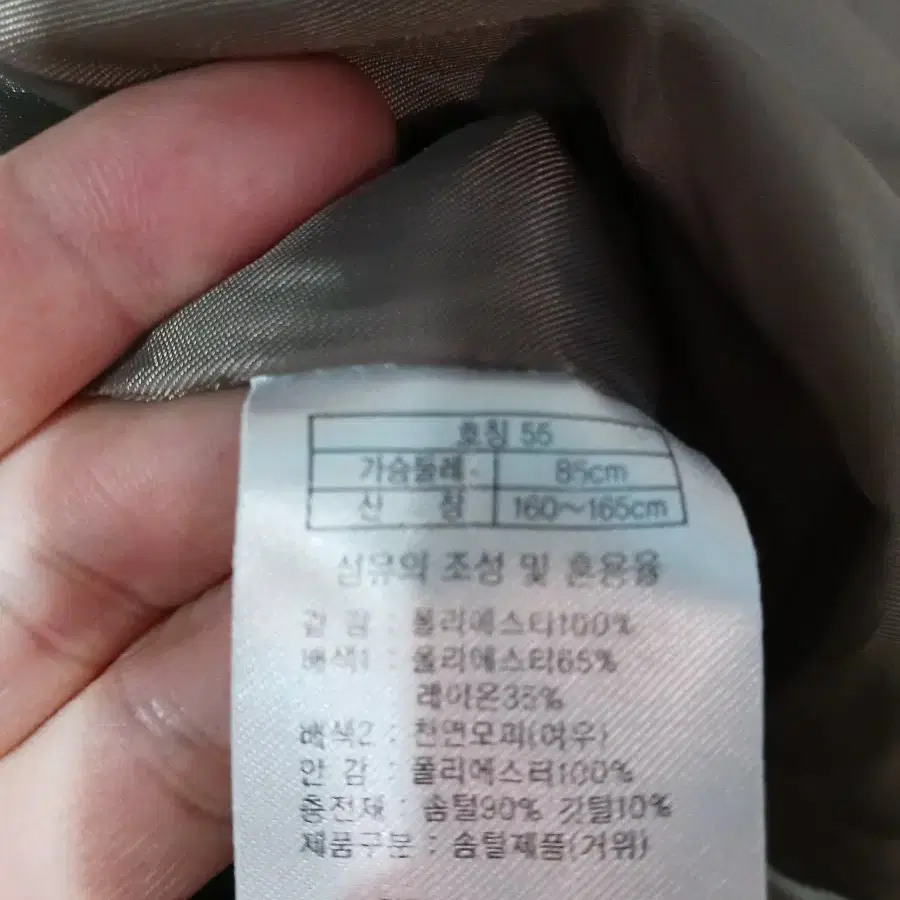 호칭 55
가슴둘레 85cm
신 장 160~165cm
섬유의 조성 및 혼용율
겉 감 : 폴리에스터100%
배색1 : 폴리에스터65%
레이온35%
배색2 : 천연모피(여우)
안 감 : 폴리에스터100%
충전재 : 솜털90% 깃털10%
제품구분 : 솜털제품(거위)